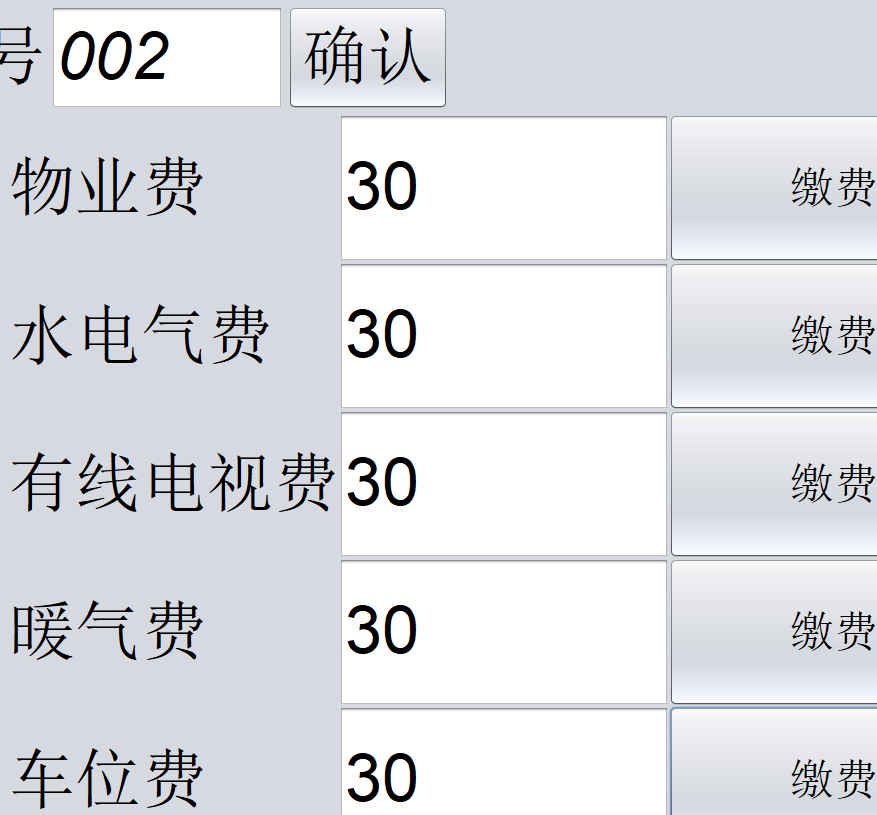 号 002 确认
物业费 30 缴费
水电气费 30 缴费
有线电视费 30 缴费
暖气费 30 缴费
车位费 30 缴费